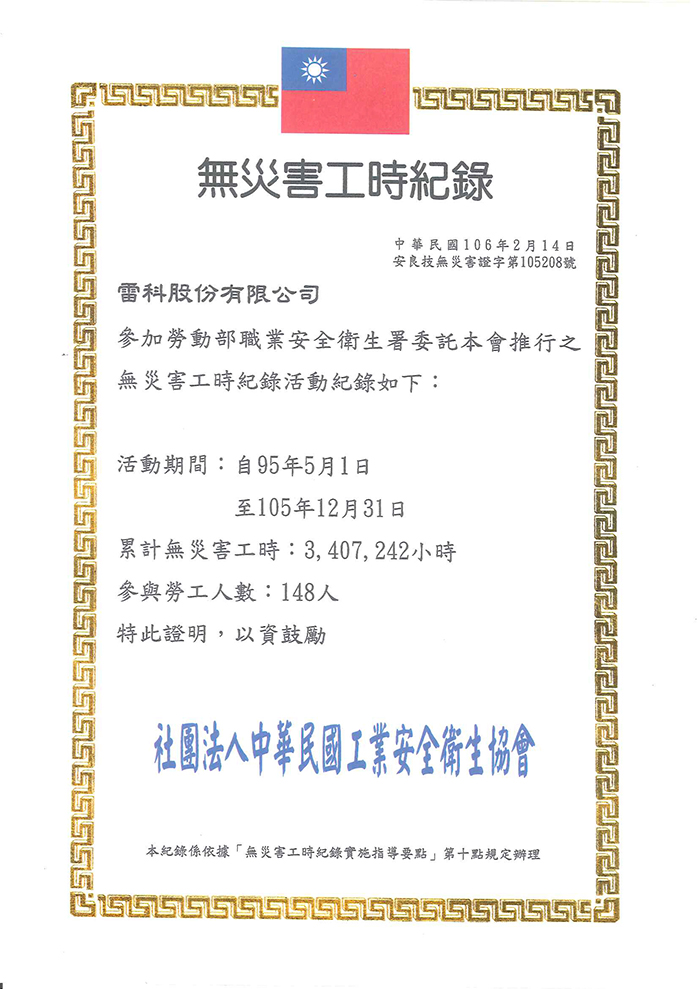 無災害工時紀錄
中華民國106年2月14日
安良技無災害證字第105208號
雷科股份有限公司
參加勞動部職業安全衛生署委託本會推行之
無災害工時紀錄活動紀錄如下：
活動期間：自95年5月1日
至105年12月31日
累計無災害工時：3,407,242小時
參與勞工人數：148人
特此證明，以資鼓勵
社團法人中華民國工業安全衛生協會
本紀錄係依據「無災害工時紀錄實施指導要點」第十點規定辦理